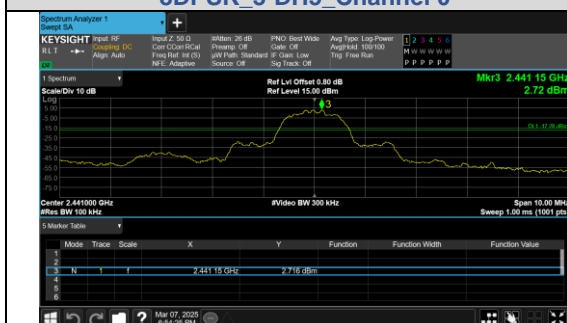 Spectrum Analyzer 1
Swept SA
+
KEYSIGHT Input: RF Input Z: 50 Ω #Atten: 26 dB PNO: Best Wide Avg Type: Log-Power 1 2 3 4 5 6
RLT Coupling: DC Corr CCorr RCal Preamp: Off Gate: Off Avg|Hold: 100/100 M W W W W W
Align: Auto Freq Ref: Int (S) µW Path: Standard IF Gain: Low Trig: Free Run
NFE: Adaptive Source: Off Sig Track: Off P P P P P P
1 Spectrum
Scale/Div 10 dB Ref Lvl Offset 0.80 dB Mkr3 2.441 15 GHz
Ref Level 15.00 dBm 2.72 dBm
Log
3
5.00
-5.00
-15.0
-25.0
-35.0
-45.0
-55.0
-65.0
-75.0
Center 2.441000 GHz #Video BW 300 kHz Span 10.00 MHz
#Res BW 100 kHz Sweep 1.00 ms (1001 pts
5 Marker Table
Mode Trace Scale X Y Function Function Width Function Value
1
2
3 N 1 f 2.441 15 GHz 2.716 dBm
4
5
6
? Mar 07, 2025